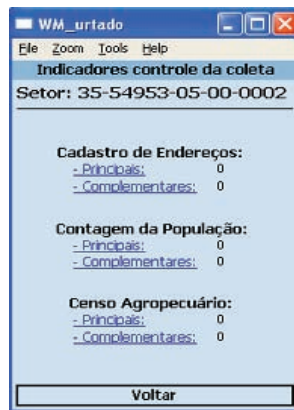 WM_urtado
File Zoom Tools Help
Indicadores controle da coleta
Setor: 35-54953-05-00-0002
Cadastro de Endereços:
- Principais: 0
- Complementares: 0
Contagem da População:
- Principais: 0
- Complementares: 0
Censo Agropecuário:
- Principais: 0
- Complementares: 0
Voltar